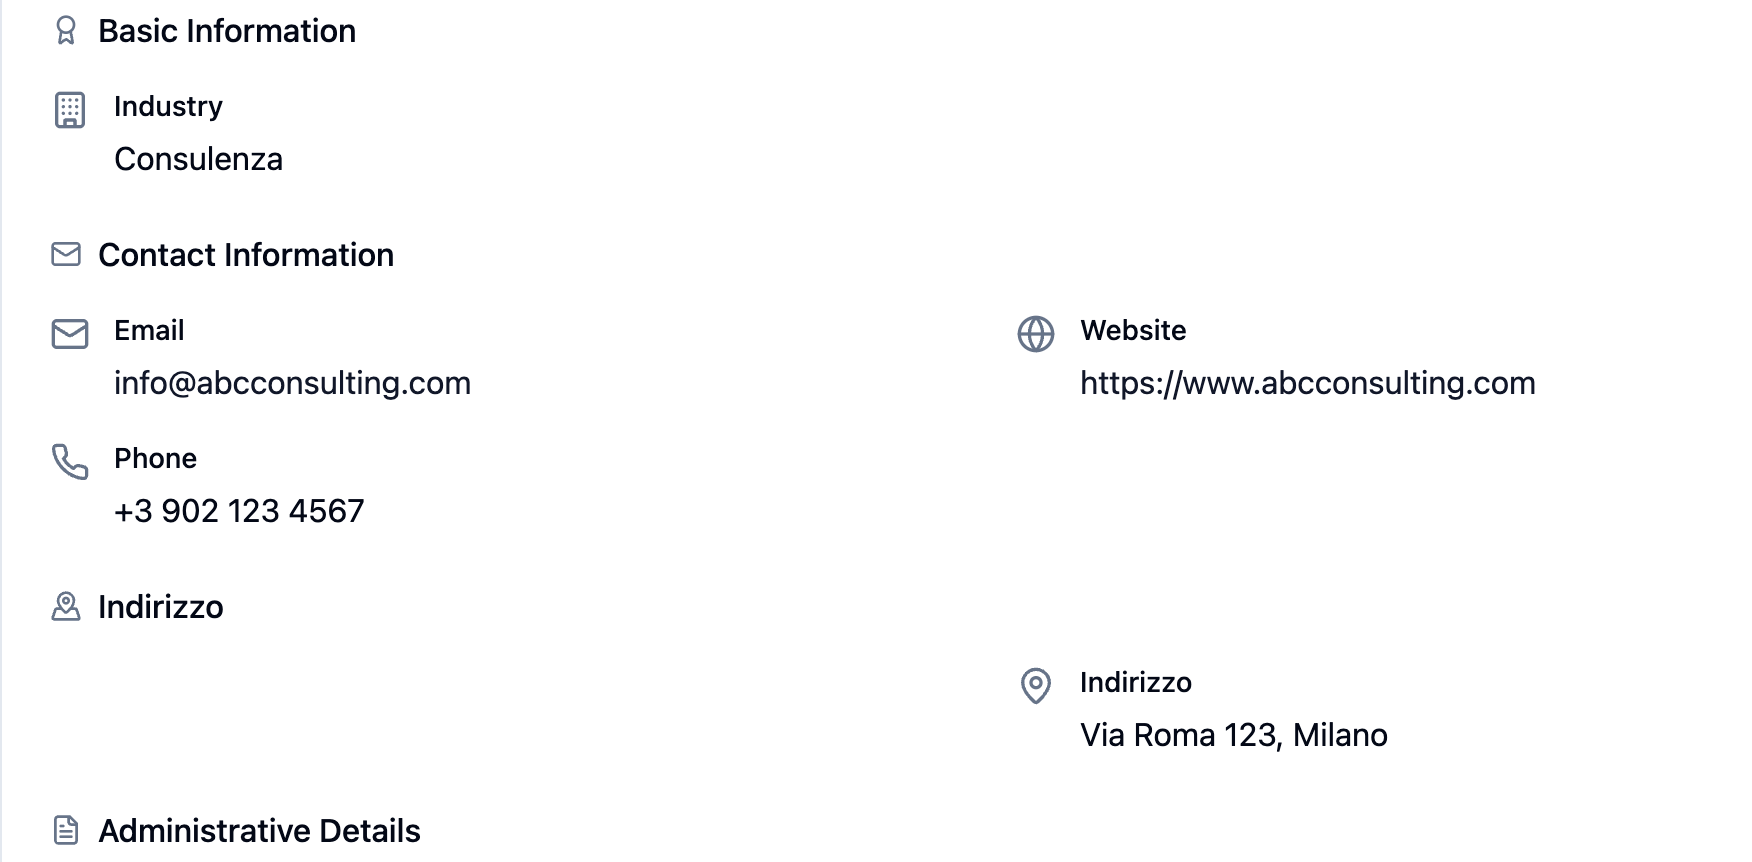 Basic Information
Industry
Consulenza
Contact Information
Email
info@abcconsulting.com
Website
https://www.abcconsulting.com
Phone
+3 902 123 4567
Indirizzo
Indirizzo
Via Roma 123, Milano
Administrative Details